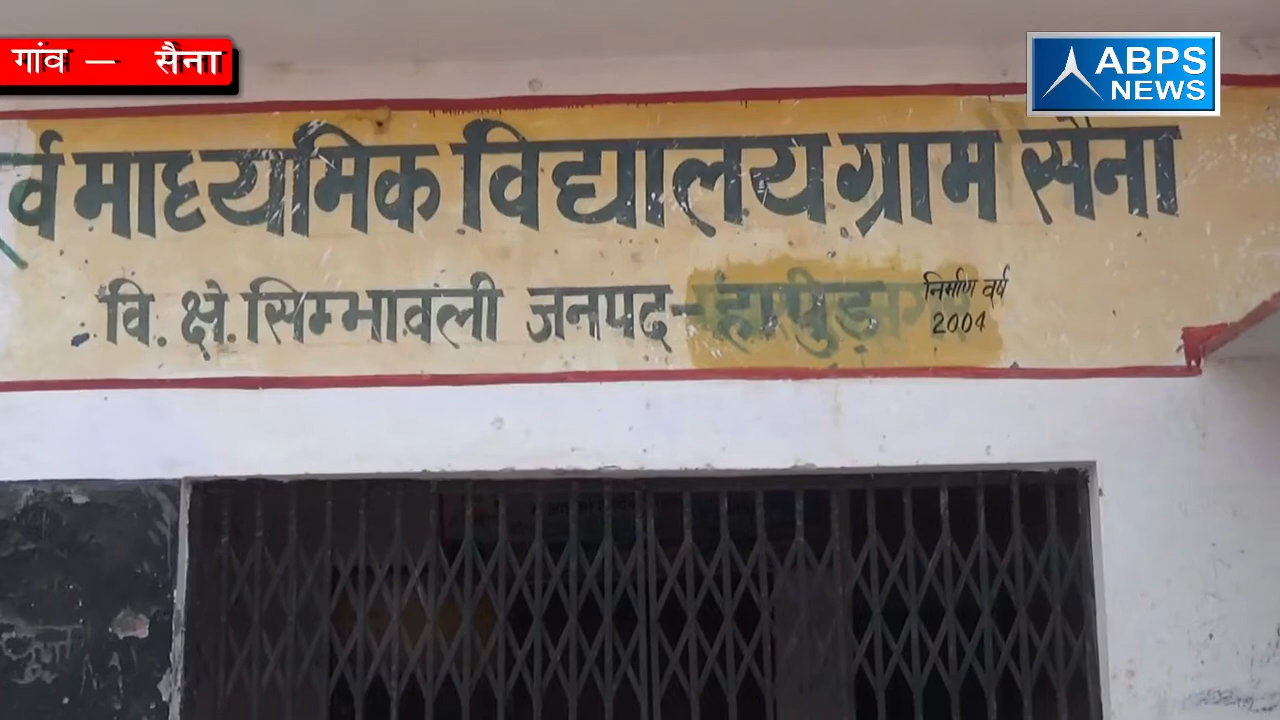 गांव — सैना
ABPS
NEWS
र्व माध्यमिक विद्यालय ग्राम सैना
वि. क्षे. सिम्भावली जनपद - हापुड़
निर्माण वर्ष
2004